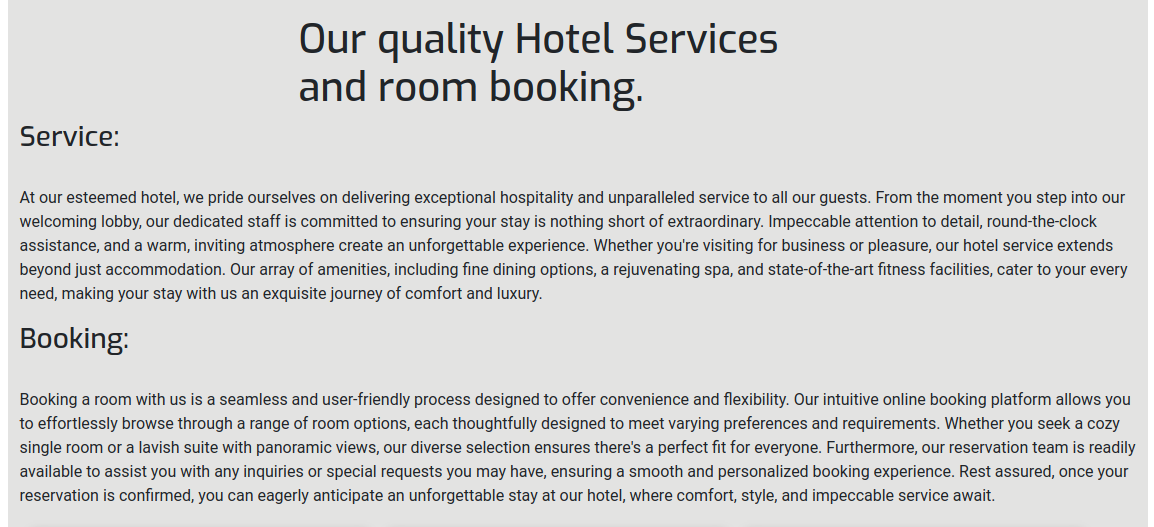 Our quality Hotel Services
and room booking.
Service:
At our esteemed hotel, we pride ourselves on delivering exceptional hospitality and unparalleled service to all our guests. From the moment you step into our
welcoming lobby, our dedicated staff is committed to ensuring your stay is nothing short of extraordinary. Impeccable attention to detail, round-the-clock
assistance, and a warm, inviting atmosphere create an unforgettable experience. Whether you're visiting for business or pleasure, our hotel service extends
beyond just accommodation. Our array of amenities, including fine dining options, a rejuvenating spa, and state-of-the-art fitness facilities, cater to your every
need, making your stay with us an exquisite journey of comfort and luxury.
Booking:
Booking a room with us is a seamless and user-friendly process designed to offer convenience and flexibility. Our intuitive online booking platform allows you
to effortlessly browse through a range of room options, each thoughtfully designed to meet varying preferences and requirements. Whether you seek a cozy
single room or a lavish suite with panoramic views, our diverse selection ensures there's a perfect fit for everyone. Furthermore, our reservation team is readily
available to assist you with any inquiries or special requests you may have, ensuring a smooth and personalized booking experience. Rest assured, once your
reservation is confirmed, you can eagerly anticipate an unforgettable stay at our hotel, where comfort, style, and impeccable service await.